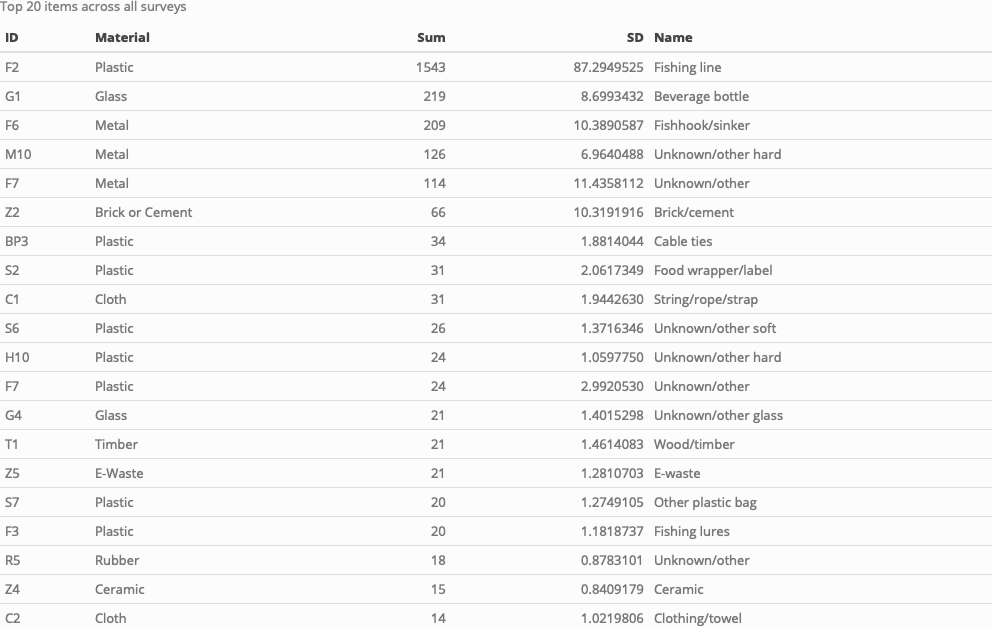 Top 20 items across all surveys
ID Material Sum SD Name
F2 Plastic 1543 87.2949525 Fishing line
G1 Glass 219 8.6993432 Beverage bottle
F6 Metal 209 10.3890587 Fishhook/sinker
M10 Metal 126 6.9640488 Unknown/other hard
F7 Metal 114 11.4358112 Unknown/other
Z2 Brick or Cement 66 10.3191916 Brick/cement
BP3 Plastic 34 1.8814044 Cable ties
S2 Plastic 31 2.0617349 Food wrapper/label
C1 Cloth 31 1.9442630 String/rope/strap
S6 Plastic 26 1.3716346 Unknown/other soft
H10 Plastic 24 1.0597750 Unknown/other hard
F7 Plastic 24 2.9920530 Unknown/other
G4 Glass 21 1.4015298 Unknown/other glass
T1 Timber 21 1.4614083 Wood/timber
Z5 E-Waste 21 1.2810703 E-waste
S7 Plastic 20 1.2749105 Other plastic bag
F3 Plastic 20 1.1818737 Fishing lures
R5 Rubber 18 0.8783101 Unknown/other
Z4 Ceramic 15 0.8409179 Ceramic
C2 Cloth 14 1.0219806 Clothing/towel